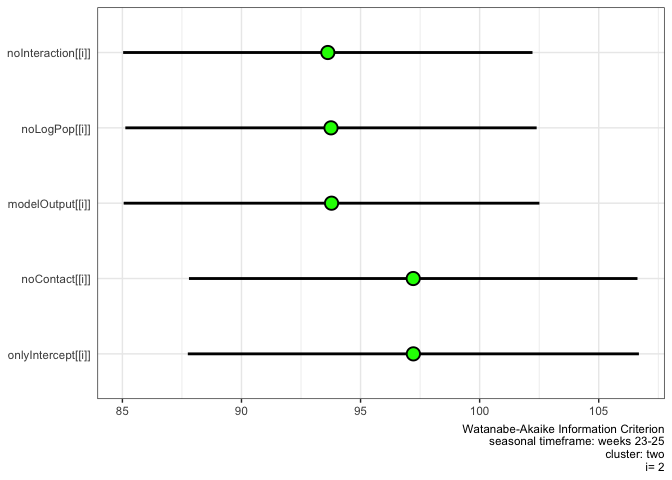 noInteraction[[i]]
noLogPop[[i]]
modelOutput[[i]]
noContact[[i]]
onlyIntercept[[i]]
85 90 95 100 105
Watanabe-Akaike Information Criterion
seasonal timeframe: weeks 23-25
cluster: two
i= 2